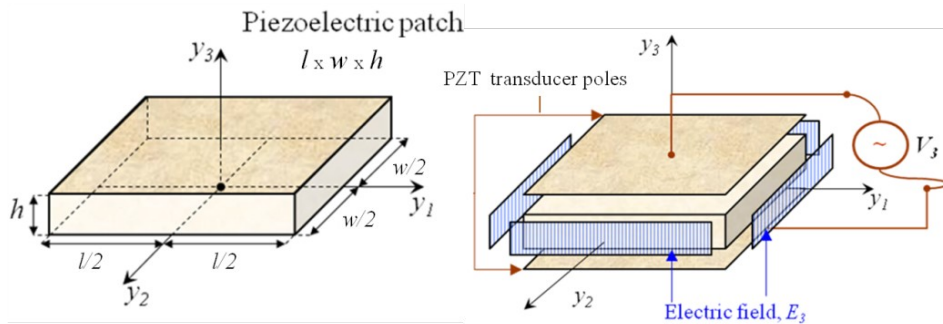 Piezoelectric patch
l x w x h
y3
h
w/2
w/2
y1
l/2
l/2
y2
y3
PZT transducer poles
~
V3
y1
y2
Electric field, E3